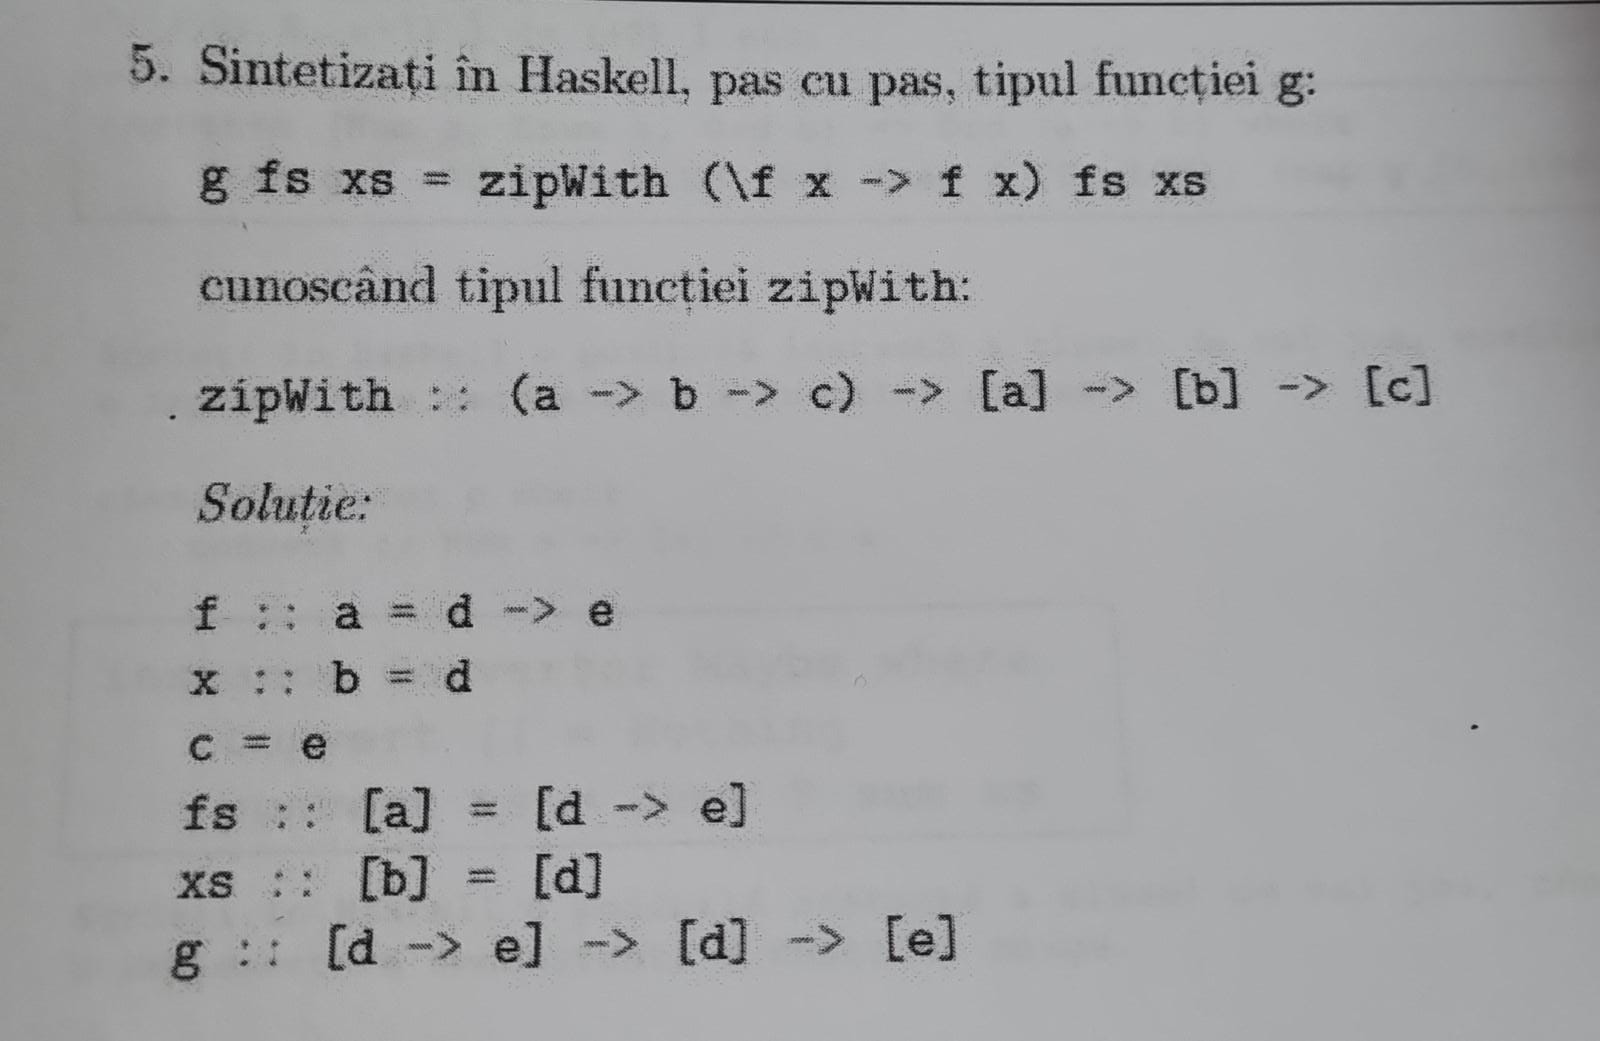 5. Sintetizați în Haskell, pas cu pas, tipul funcției g:
g fs xs = zipWith (\f x -> f x) fs xs
cunoscând tipul funcției zipWith:
zipWith :: (a -> b -> c) -> [a] -> [b] -> [c]
Soluție:
f :: a = d -> e
x :: b = d
c = e
fs :: [a] = [d -> e]
xs :: [b] = [d]
g :: [d -> e] -> [d] -> [e]